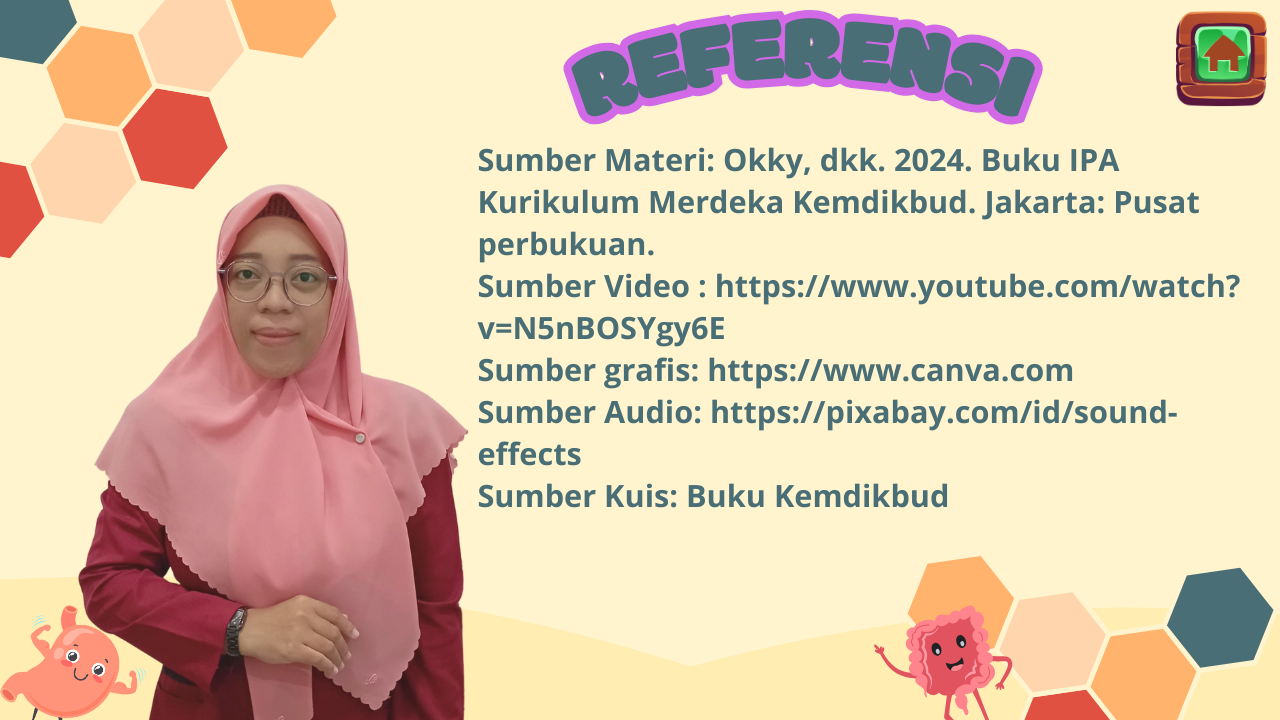 REFERENSI
Sumber Materi: Okky, dkk. 2024. Buku IPA
Kurikulum Merdeka Kemdikbud. Jakarta: Pusat
perbukuan.
Sumber Video : https://www.youtube.com/watch?
v=N5nBOSYgy6E
Sumber grafis: https://www.canva.com
Sumber Audio: https://pixabay.com/id/sound-
effects
Sumber Kuis: Buku Kemdikbud